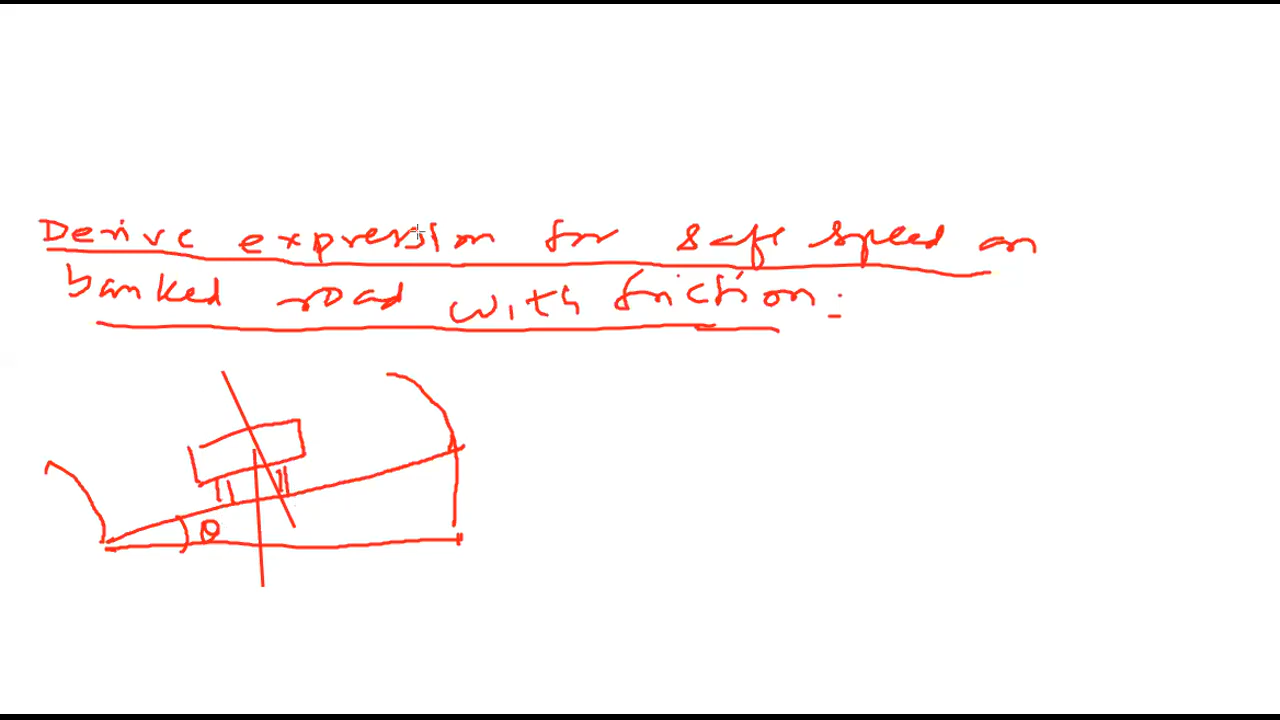 Derive expression for safe speed on
banked road with friction :
θ